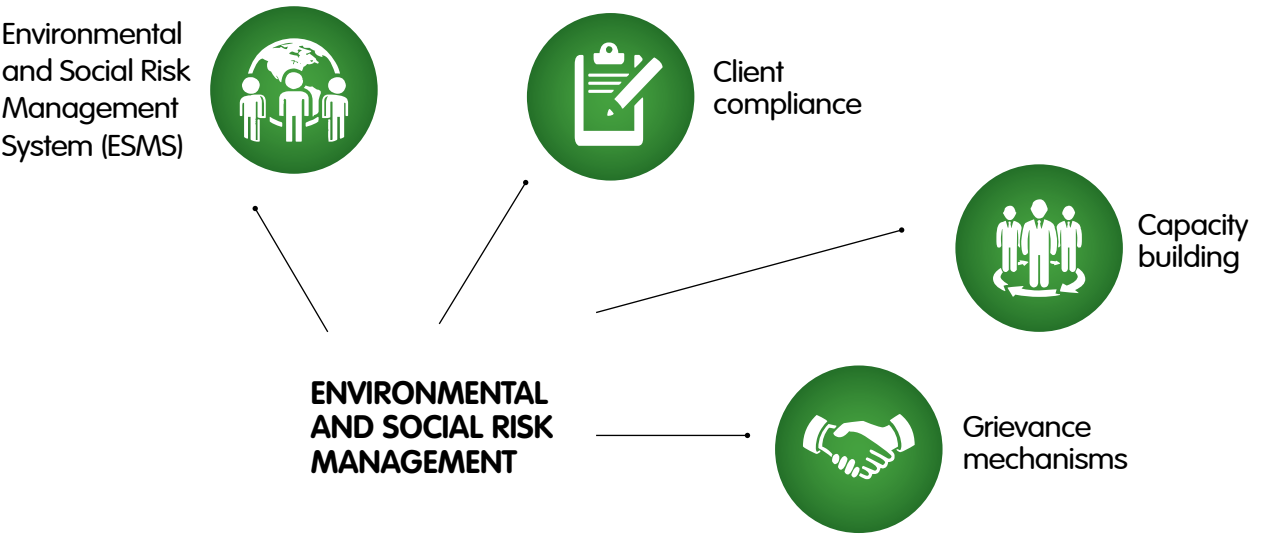 Environmental
and Social Risk
Management
System (ESMS)
Client
compliance
Capacity
building
ENVIRONMENTAL
AND SOCIAL RISK
MANAGEMENT
Grievance
mechanisms